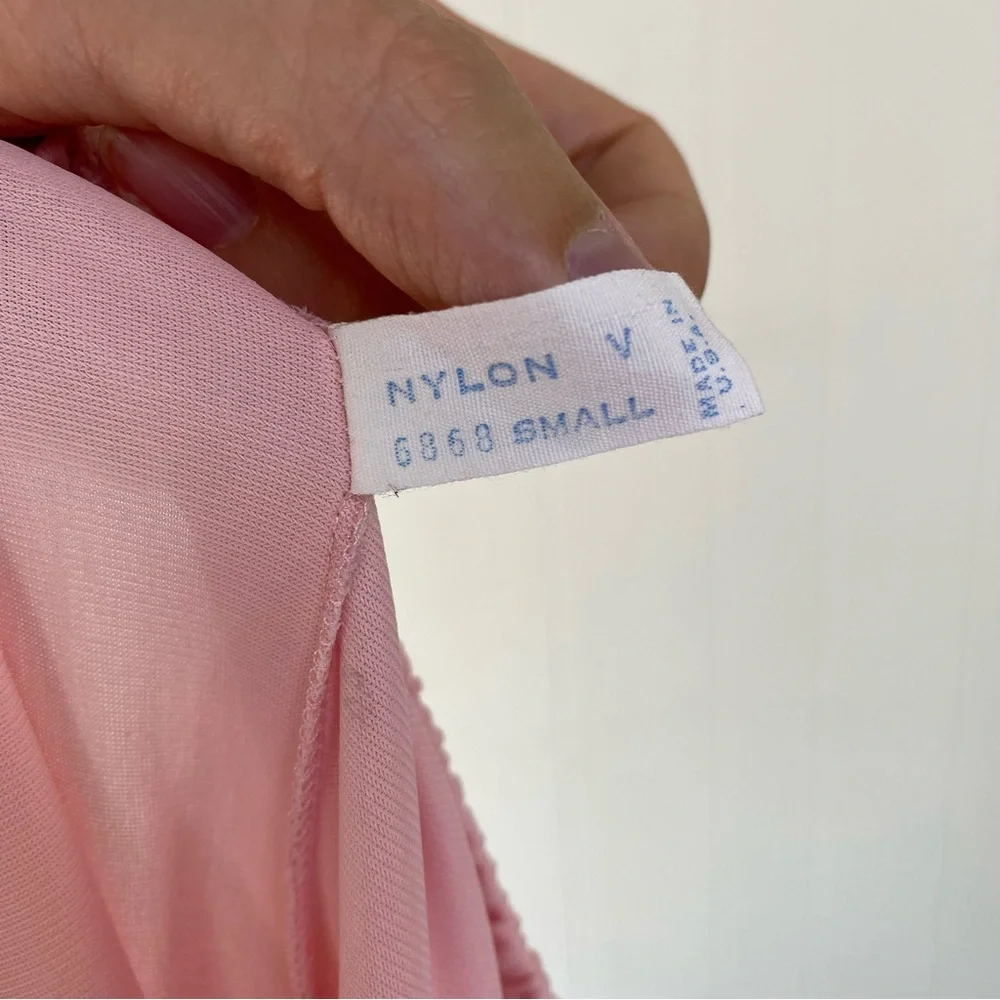 NYLON V
6868 SMALL
MADE IN
U.S.A.